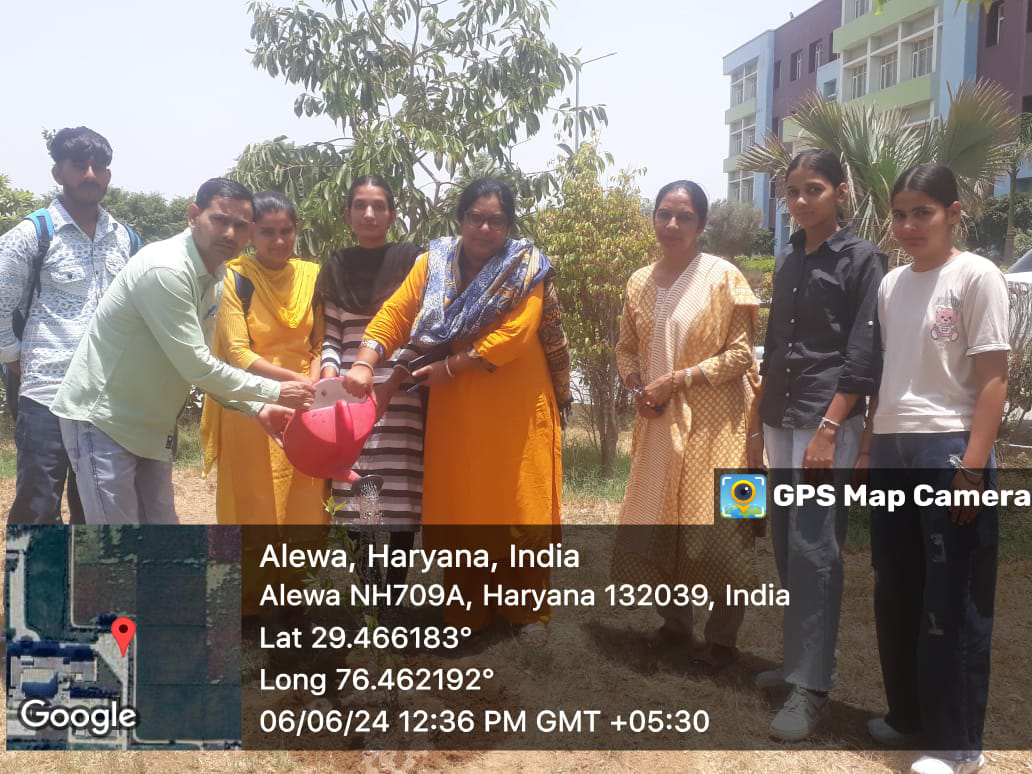 GPS Map Camera
Alewa, Haryana, India
Alewa NH709A, Haryana 132039, India
Lat 29.466183°
Long 76.462192°
06/06/24 12:36 PM GMT +05:30
Google